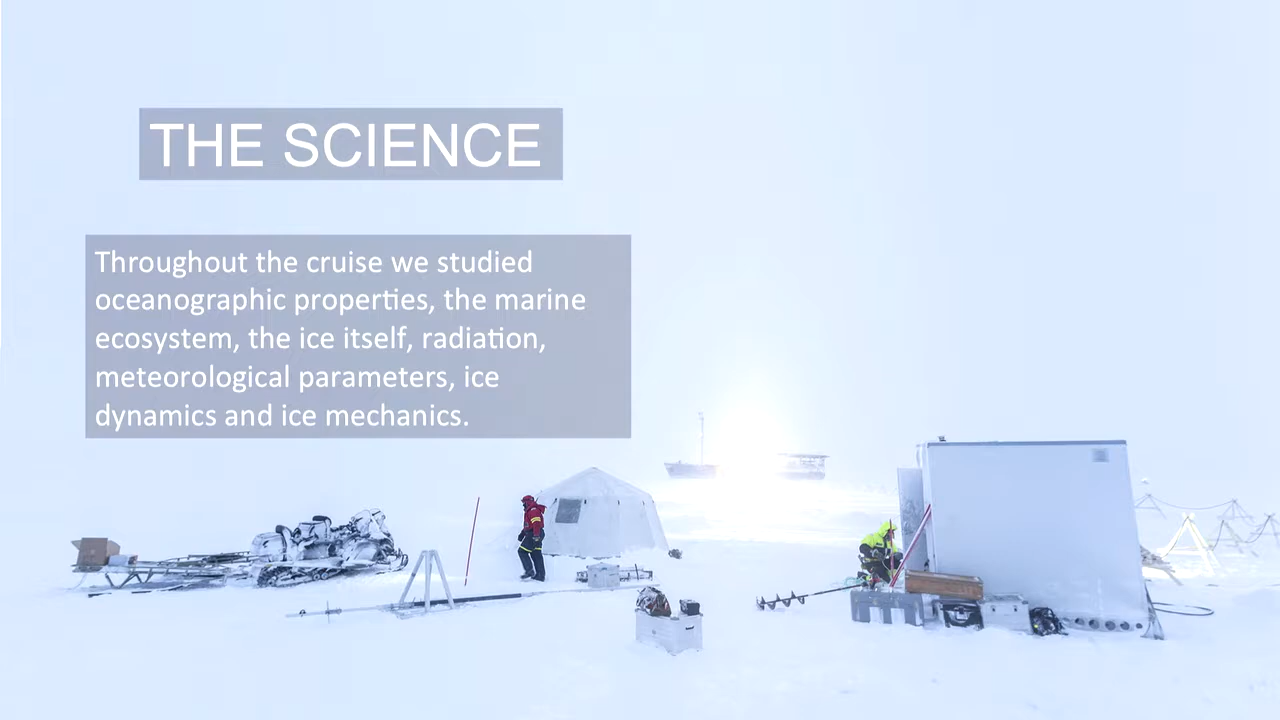 THE SCIENCE
Throughout the cruise we studied
oceanographic properties, the marine
ecosystem, the ice itself, radiation,
meteorological parameters, ice
dynamics and ice mechanics.